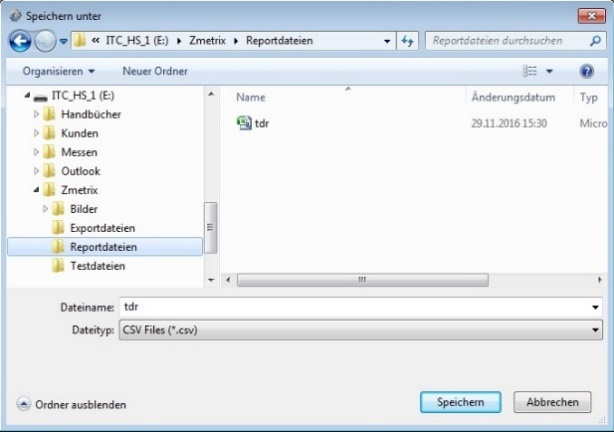 Speichern unter
« ITC_HS_1 (E:) ▸ Zmetrix ▸ Reportdateien
Reportdateien durchsuchen
Organisieren Neuer Ordner
ITC_HS_1 (E:)
Handbücher
Kunden
Messen
Outlook
Zmetrix
Bilder
Exportdateien
Reportdateien
Testdateien
Name Änderungsdatum Typ
tdr 29.11.2016 15:30 Micro
Dateiname: tdr
Dateityp: CSV Files (*.csv)
Ordner ausblenden
Speichern
Abbrechen